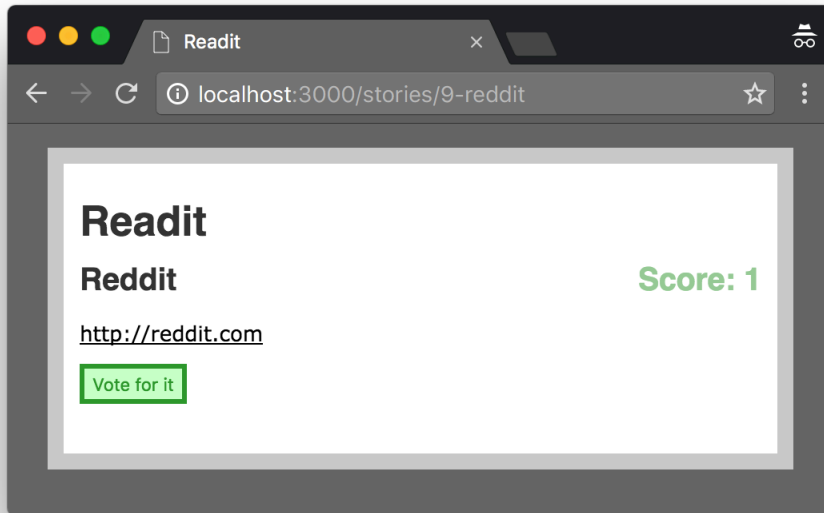 Readit
localhost:3000/stories/9-reddit
Readit
Reddit
Score: 1
http://reddit.com
Vote for it